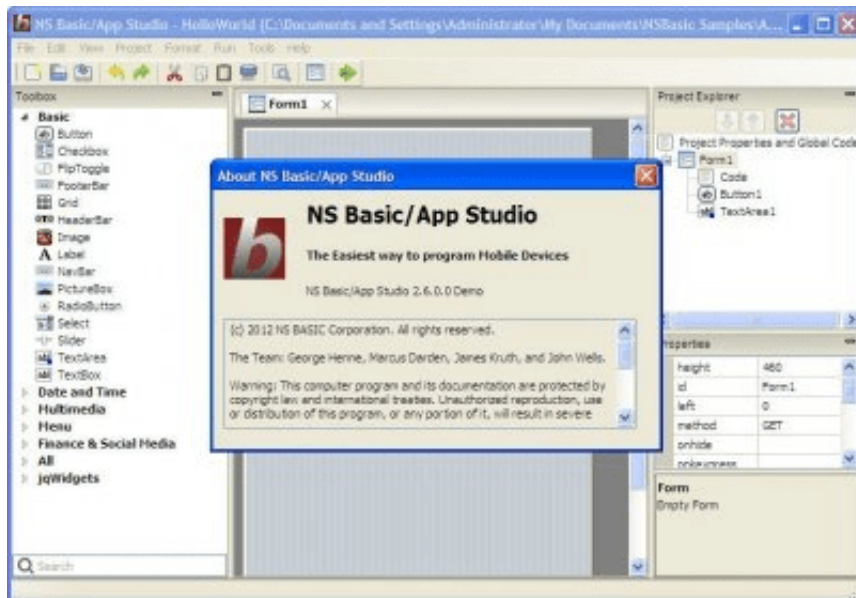 NS Basic/App Studio - HelloWorld (C:\Documents and Settings\Administrator\My Documents\NSBasic Samples\A...
File Edit View Project Format Run Tools Help
Toolbox
Basic
Button
Checkbox
FlipToggle
FooterBar
Grid
HeaderBar
Image
Label
NavBar
PictureBox
RadioButton
Select
Slider
TextArea
TextBox
Date and Time
Multimedia
Menu
Finance & Social Media
All
jqWidgets
Search
Form1
About NS Basic/App Studio
NS Basic/App Studio
The Easiest way to program Mobile Devices
NS Basic/App Studio 2.6.0.0 Demo
(c) 2012 NS BASIC Corporation. All rights reserved.
The Team: George Henne, Marcus Darden, James Kruth, and John Wells.
Warning: This computer program and its documentation are protected by
copyright law and international treaties. Unauthorized reproduction, use
or distribution of this program, or any portion of it, will result in severe
Project Explorer
Project Properties and Global Code
Form1
Code
Button1
TextArea1
Properties
height 460
id Form1
left 0
method GET
onhide
Form
Empty Form